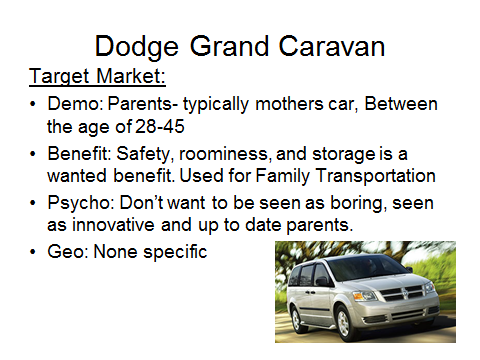 Dodge Grand Caravan
Target Market:
• Demo: Parents- typically mothers car, Between
the age of 28-45
• Benefit: Safety, roominess, and storage is a
wanted benefit. Used for Family Transportation
• Psycho: Don't want to be seen as boring, seen
as innovative and up to date parents.
• Geo: None specific